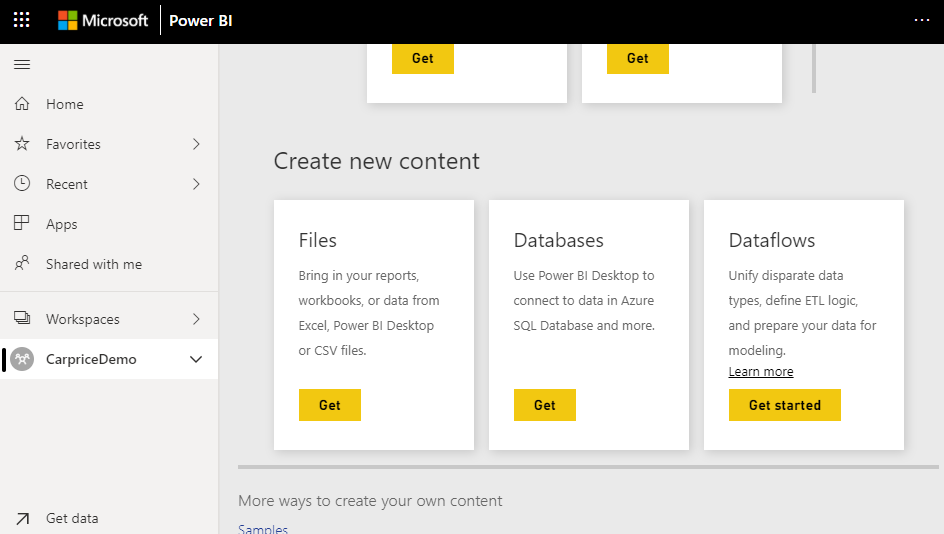 Microsoft Power BI
Get Get
Home
Favorites
Recent
Apps
Shared with me
Workspaces
CarpriceDemo
Get data
Create new content
Files
Bring in your reports,
workbooks, or data from
Excel, Power BI Desktop
or CSV files.
Get
Databases
Use Power BI Desktop to
connect to data in Azure
SQL Database and more.
Get
Dataflows
Unify disparate data
types, define ETL logic,
and prepare your data for
modeling.
Learn more
Get started
More ways to create your own content
Samples